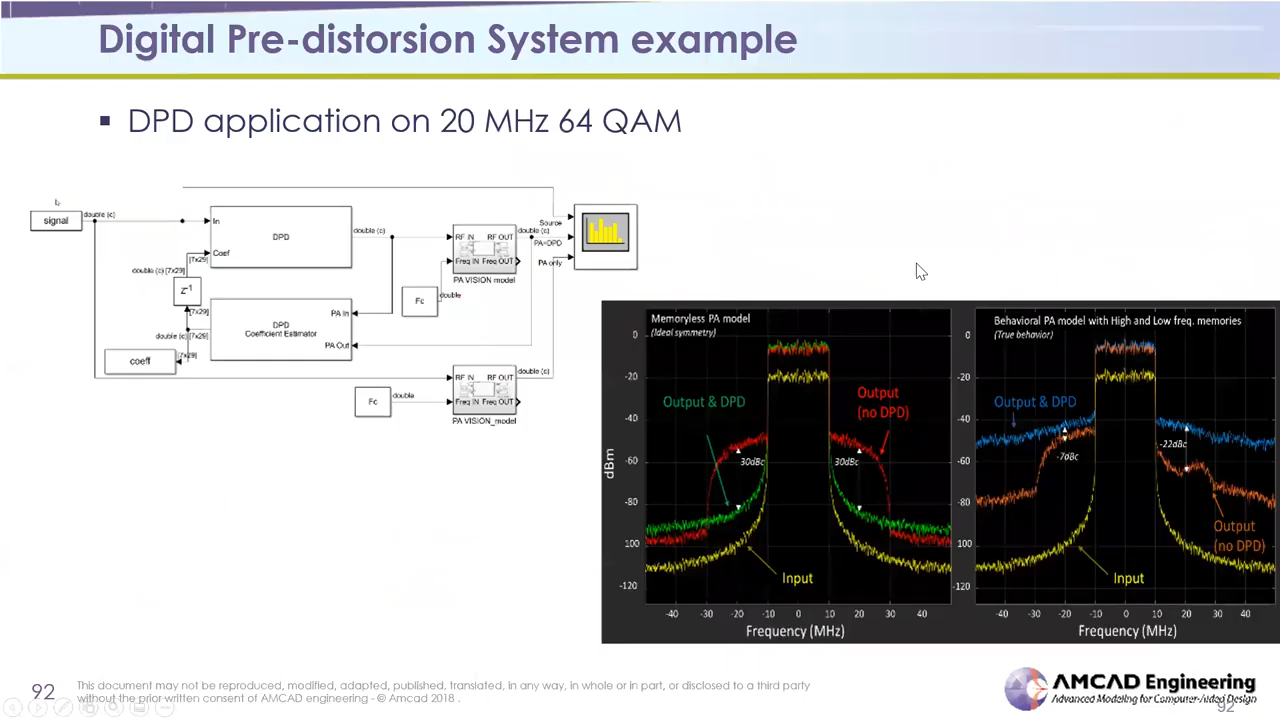 Digital Pre-distorsion System example
▪ DPD application on 20 MHz 64 QAM
signal
double (c)
In
DPD
Coef
double (c)
[7x29]
double (c) [7x29]
z-1
[7x29]
double (c) [7x29]
[7x29]
coeff
DPD
Coefficient Estimator
PA In
PA Out
RF IN RF OUT
Freq IN Freq OUT
PA VISION model
double (c)
Fc
double
Source
PA+DPD
PA only
RF IN RF OUT
Freq IN Freq OUT
PA VISION_model
double (c)
Fc
double
Memoryless PA model
(Ideal symmetry)
0
-20
-40
-60
-80
100
-120
dBm
Output & DPD
Output
(no DPD)
30dBc
30dBc
Input
-40 -30 -20 -10 0 10 20 30 40
Frequency (MHz)
Behavioral PA model with High and Low freq. memories
(True behavior)
0
-20
-40
-60
-80
100
-120
Output & DPD
-7dBc
-22dBc
Output
(no DPD)
Input
-40 -30 -20 -10 0 10 20 30 40
Frequency (MHz)
92
This document may not be reproduced, modified, adapted, published, translated, in any way, in whole or in part, or disclosed to a third party
without the prior written consent of AMCAD engineering - © Amcad 2018 .
AMCAD Engineering
Advanced Modeling for Computer-Aided Design
92